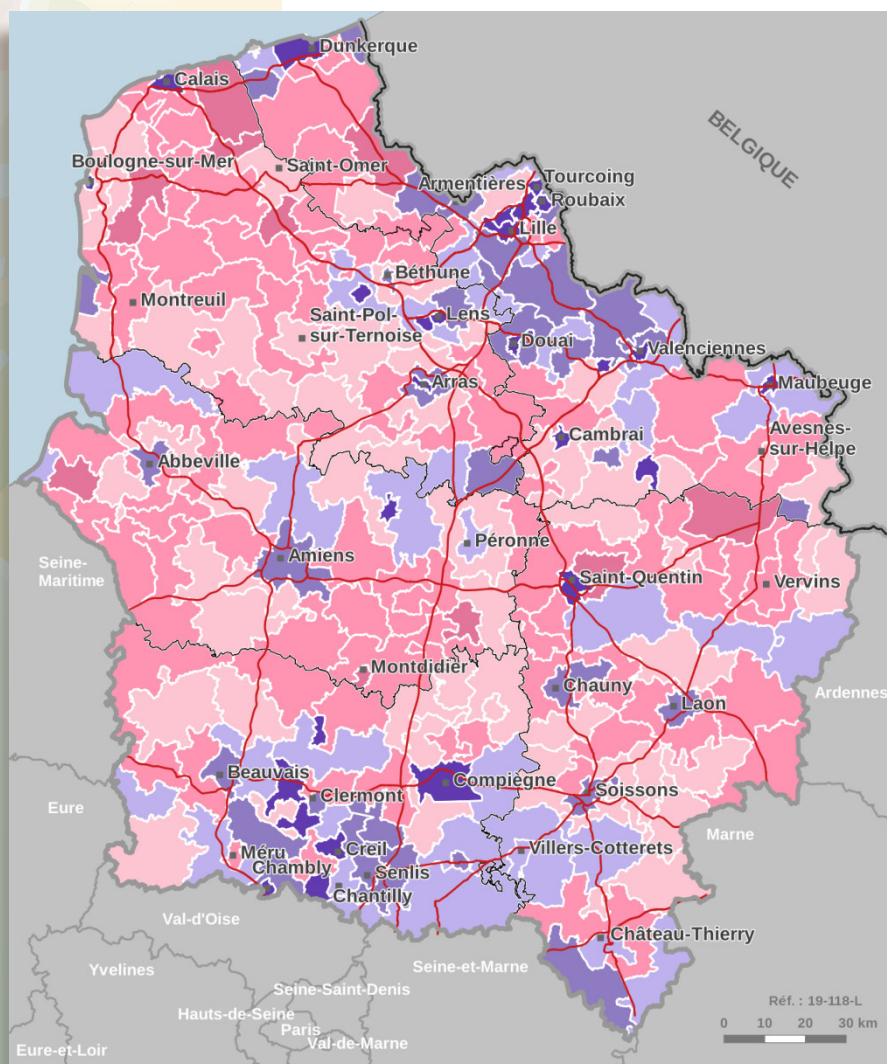 Dunkerque
Calais
BELGIQUE
Boulogne-sur-Mer
Saint-Omer
Tourcoing
Armentières
Roubaix
Lille
Béthune
Montreuil
Saint-Pol-
sur-Ternoise
Lens
Douai
Valenciennes
Arras
Maubeuge
Cambrai
Avesnes-
sur-Helpe
Abbeville
Péronne
Amiens
Seine-
Maritime
Saint-Quentin
Vervins
Montdidier
Chauny
Laon
Ardennes
Beauvais
Compiègne
Clermont
Soissons
Eure
Marne
Méru
Creil
Villers-Cotterets
Chambly
Senlis
Chantilly
Val-d'Oise
Château-Thierry
Yvelines
Seine-et-Marne
Seine-Saint-Denis
Hauts-de-Seine
Paris
Val-de-Marne
Eure-et-Loir
Réf. : 19-118-L
0 10 20 30 km